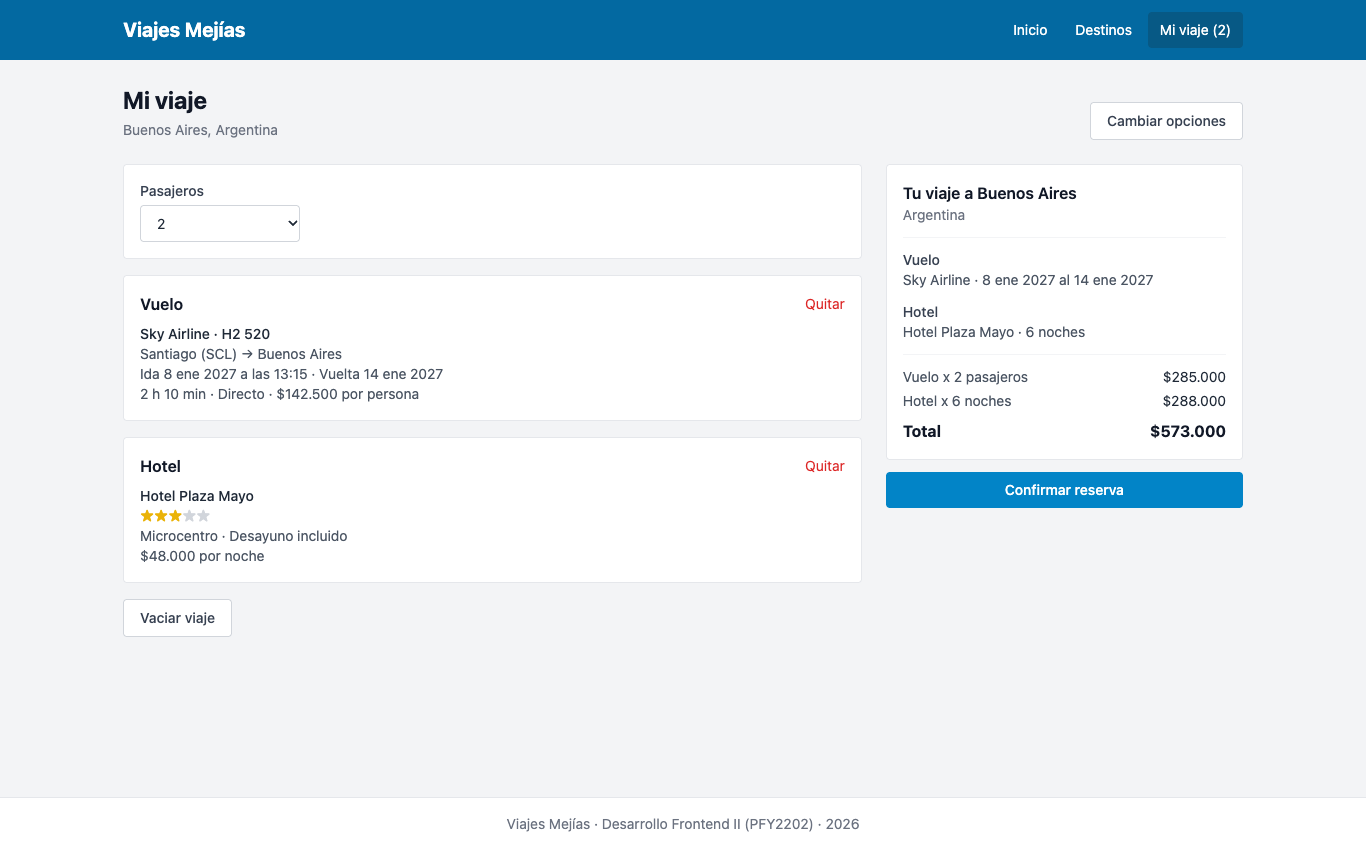 Viajes Mejías
Inicio
Destinos
Mi viaje (2)
Mi viaje
Buenos Aires, Argentina
Cambiar opciones
Pasajeros
2
Vuelo
Quitar
Sky Airline · H2 520
Santiago (SCL) → Buenos Aires
Ida 8 ene 2027 a las 13:15 · Vuelta 14 ene 2027
2 h 10 min · Directo · $142.500 por persona
Hotel
Quitar
Hotel Plaza Mayo
Microcentro · Desayuno incluido
$48.000 por noche
Vaciar viaje
Tu viaje a Buenos Aires
Argentina
Vuelo
Sky Airline · 8 ene 2027 al 14 ene 2027
Hotel
Hotel Plaza Mayo · 6 noches
Vuelo x 2 pasajeros $285.000
Hotel x 6 noches $288.000
Total $573.000
Confirmar reserva
Viajes Mejías · Desarrollo Frontend II (PFY2202) · 2026